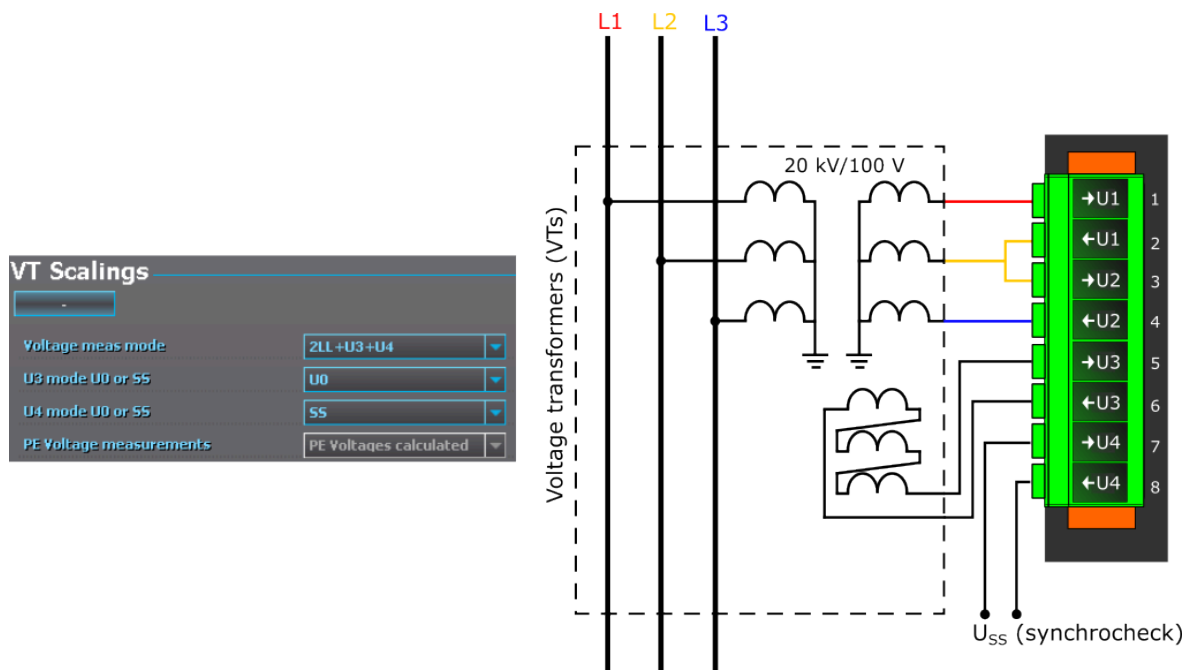 VT Scalings
-
Voltage meas mode 2LL+U3+U4
U3 mode U0 or SS U0
U4 mode U0 or SS SS
PE Voltage measurements PE Voltages calculated
L1 L2 L3
Voltage transformers (VTs)
20 kV/100 V
→U1 1
←U1 2
→U2 3
←U2 4
→U3 5
←U3 6
→U4 7
←U4 8
USS (synchrocheck)